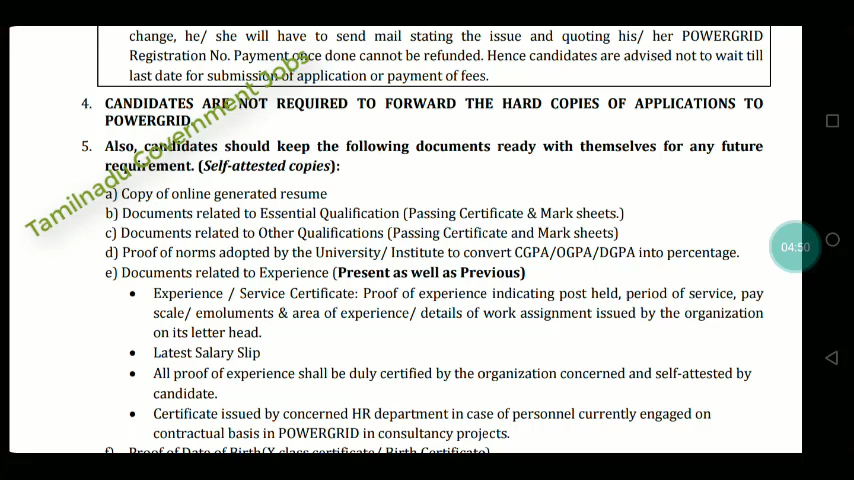 change, he/ she will have to send mail stating the issue and quoting his/ her POWERGRID
Registration No. Payment once done cannot be refunded. Hence candidates are advised not to wait till
last date for submission of application or payment of fees.
4. CANDIDATES ARE NOT REQUIRED TO FORWARD THE HARD COPIES OF APPLICATIONS TO
POWERGRID.
5. Also, candidates should keep the following documents ready with themselves for any future
requirement. (Self-attested copies):
a) Copy of online generated resume
b) Documents related to Essential Qualification (Passing Certificate & Mark sheets.)
c) Documents related to Other Qualifications (Passing Certificate and Mark sheets)
d) Proof of norms adopted by the University/ Institute to convert CGPA/OGPA/DGPA into percentage.
e) Documents related to Experience (Present as well as Previous)
• Experience / Service Certificate: Proof of experience indicating post held, period of service, pay
scale/ emoluments & area of experience/ details of work assignment issued by the organization
on its letter head.
• Latest Salary Slip
• All proof of experience shall be duly certified by the organization concerned and self-attested by
candidate.
• Certificate issued by concerned HR department in case of personnel currently engaged on
contractual basis in POWERGRID in consultancy projects.
f) Proof of Date of Birth(X class certificate/ Birth Certificate)
Tamilnadu Government Jobs
04:50